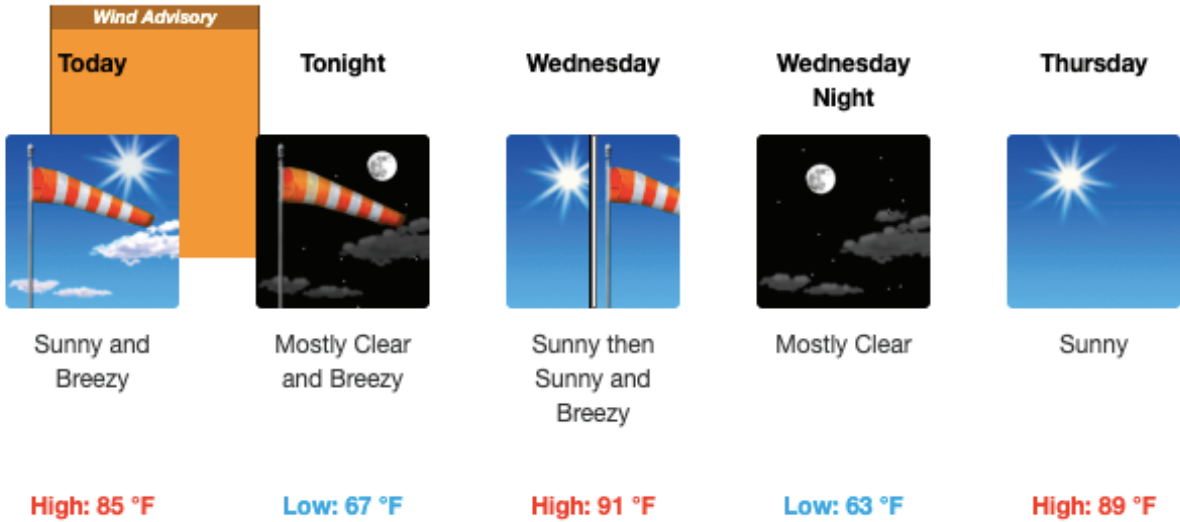 Wind Advisory
Today
Tonight
Wednesday
Wednesday
Night
Thursday
Sunny and
Breezy
Mostly Clear
and Breezy
Sunny then
Sunny and
Breezy
Mostly Clear
Sunny
High: 85 °F
Low: 67 °F
High: 91 °F
Low: 63 °F
High: 89 °F